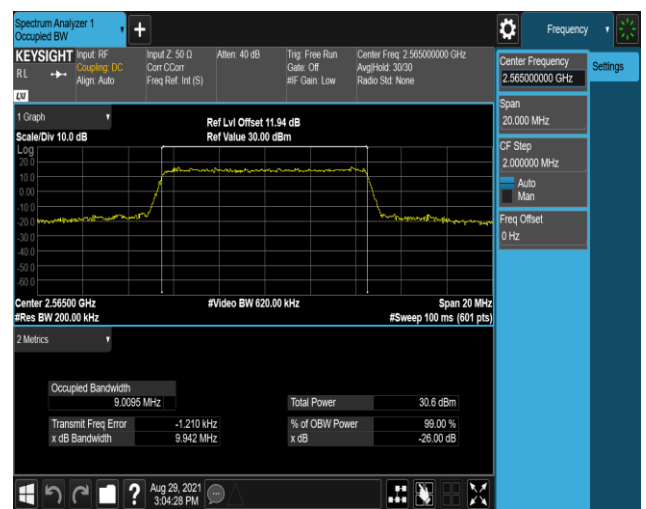 Spectrum Analyzer 1
Occupied BW
+
Frequency
KEYSIGHT
RL
LXI
Input: RF
Coupling: DC
Align: Auto
Input Z: 50 Ω
Corr CCorr
Freq Ref: Int (S)
Atten: 40 dB
Trig: Free Run
Gate: Off
#IF Gain: Low
Center Freq: 2.565000000 GHz
Avg|Hold: 30/30
Radio Std: None
Center Frequency
2.565000000 GHz
Settings
Span
20.000 MHz
CF Step
2.000000 MHz
Auto
Man
Freq Offset
0 Hz
1 Graph
Scale/Div 10.0 dB
Ref Lvl Offset 11.94 dB
Ref Value 30.00 dBm
Log
20.0
10.0
0.00
-10.0
-20.0
-30.0
-40.0
-50.0
-60.0
Center 2.56500 GHz
#Video BW 620.00 kHz
Span 20 MHz
#Res BW 200.00 kHz
#Sweep 100 ms (601 pts)
2 Metrics
Occupied Bandwidth
9.0095 MHz
Total Power 30.6 dBm
Transmit Freq Error -1.210 kHz
% of OBW Power 99.00 %
x dB Bandwidth 9.942 MHz
x dB -26.00 dB
?
Aug 29, 2021
3:04:28 PM